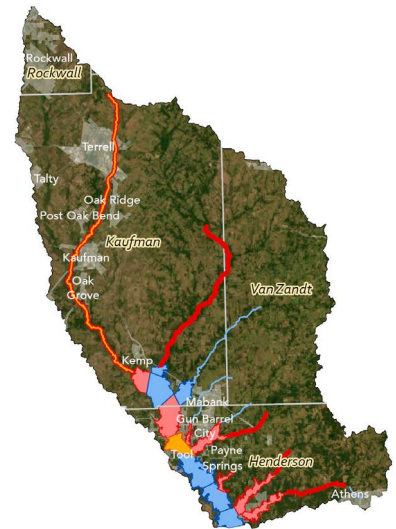 Rockwall
Rockwall
Terrell
Talty
Oak Ridge
Post Oak Bend
Kaufman
Kaufman
Oak
Grove
Van Zandt
Kemp
Mabank
Gun Barrel
City
Tool
Payne
Springs
Henderson
Athens